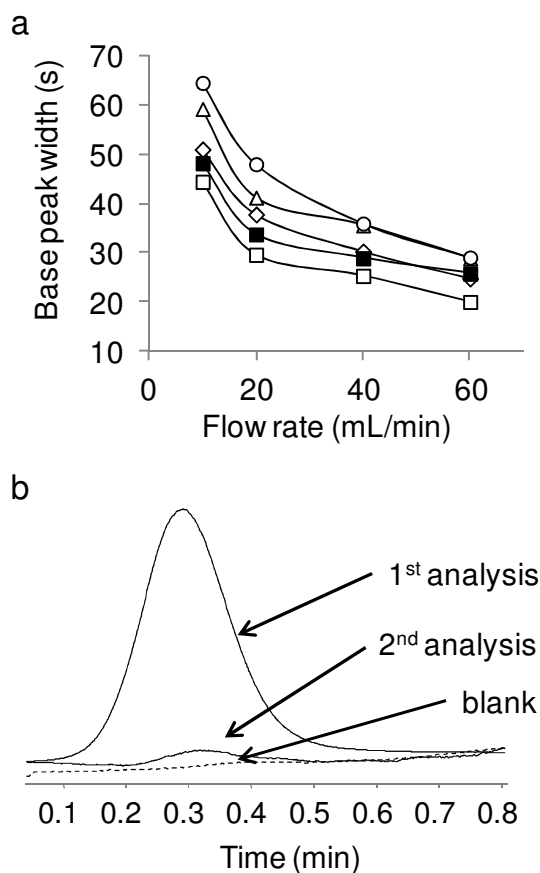 a
70
60
50
40
30
20
10
Base peak width (s)
0 20 40 60
Flow rate (mL/min)
b
1st analysis
2nd analysis
blank
0.1 0.2 0.3 0.4 0.5 0.6 0.7 0.8
Time (min)